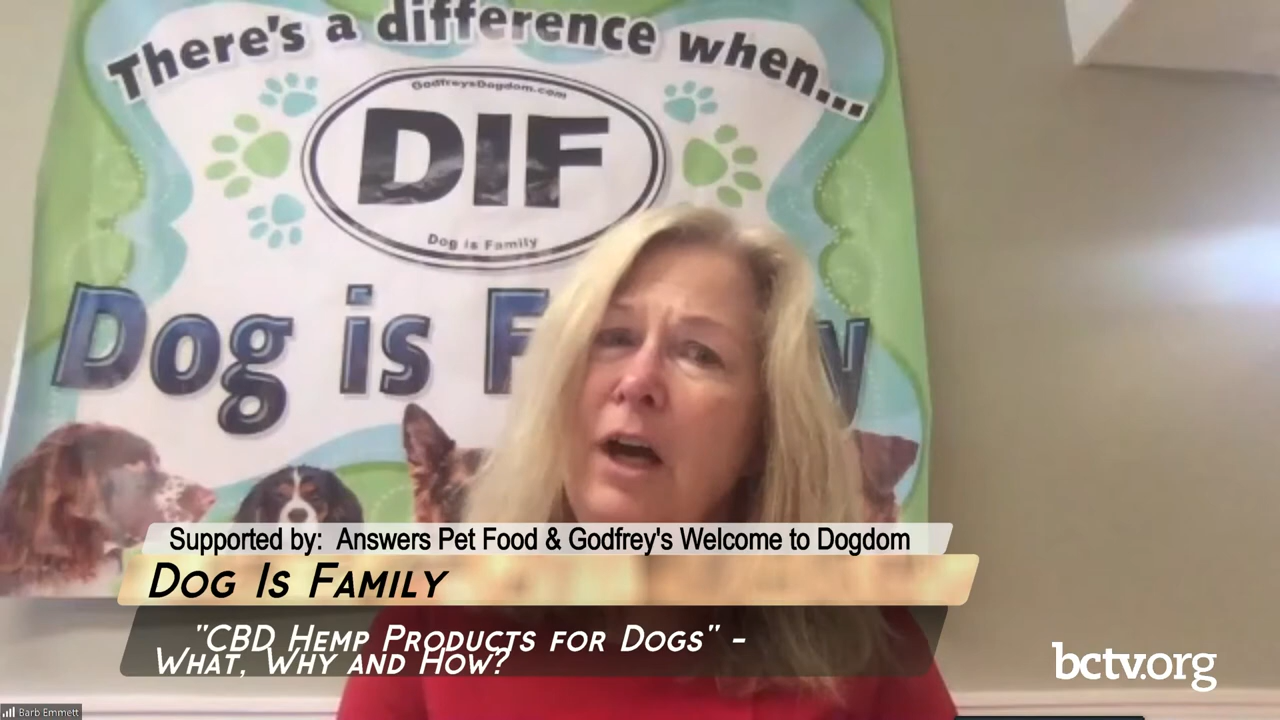 There's a difference when...
GodfreysDogdom.com
DIF
Dog is Family
Dog is F y
Supported by: Answers Pet Food & Godfrey's Welcome to Dogdom
Dog Is Family
"CBD Hemp Products for Dogs" -
What, Why and How?
bctv.org
Barb Emmett